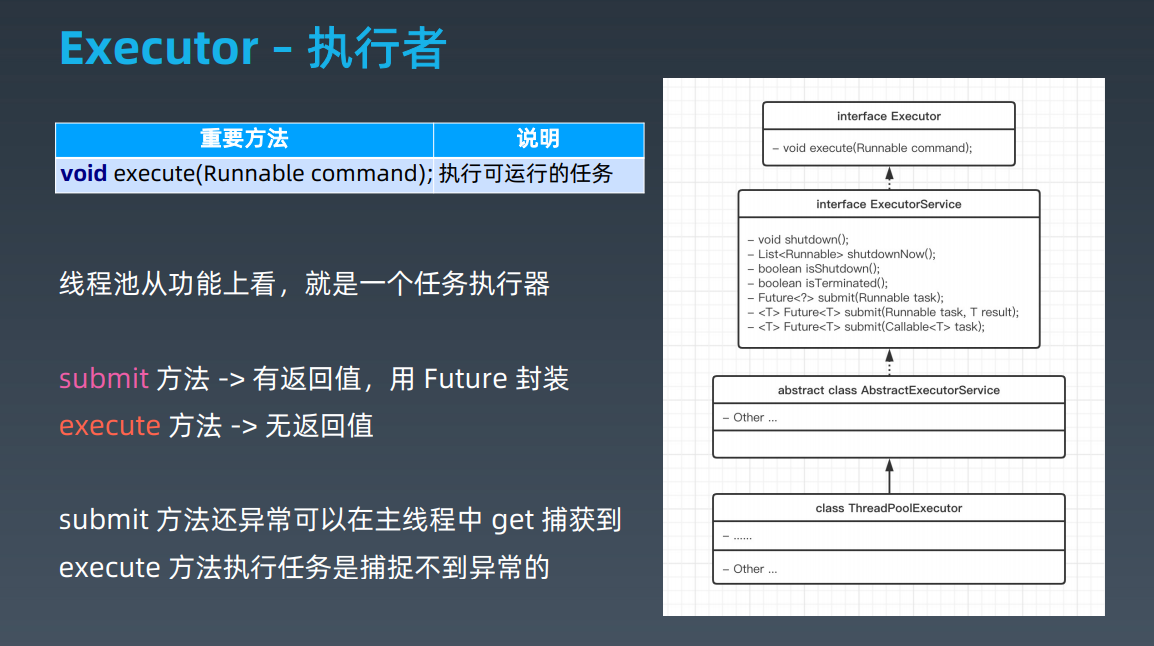 Executor – 执行者
重要方法 说明
void execute(Runnable command); 执行可运行的任务
线程池从功能上看，就是一个任务执行器
submit 方法 -> 有返回值，用 Future 封装
execute 方法 -> 无返回值
submit 方法还异常可以在主线程中 get 捕获到
execute 方法执行任务是捕捉不到异常的
interface Executor
– void execute(Runnable command);
interface ExecutorService
– void shutdown();
– List<Runnable> shutdownNow();
– boolean isShutdown();
– boolean isTerminated();
– Future<?> submit(Runnable task);
– <T> Future<T> submit(Runnable task, T result);
– <T> Future<T> submit(Callable<T> task);
abstract class AbstractExecutorService
– Other ...
class ThreadPoolExecutor
– ......
– Other ...